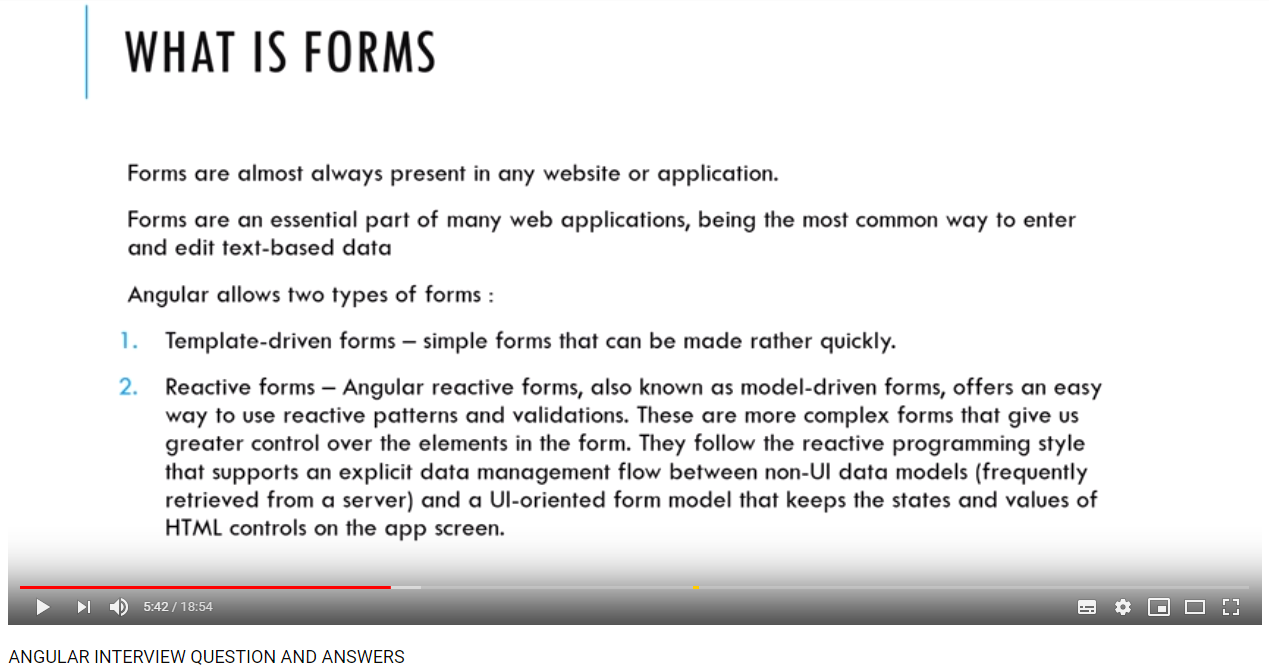 WHAT IS FORMS
Forms are almost always present in any website or application.
Forms are an essential part of many web applications, being the most common way to enter
and edit text-based data
Angular allows two types of forms :
1. Template-driven forms – simple forms that can be made rather quickly.
2. Reactive forms – Angular reactive forms, also known as model-driven forms, offers an easy
way to use reactive patterns and validations. These are more complex forms that give us
greater control over the elements in the form. They follow the reactive programming style
that supports an explicit data management flow between non-UI data models (frequently
retrieved from a server) and a UI-oriented form model that keeps the states and values of
HTML controls on the app screen.
5:42 / 18:54
ANGULAR INTERVIEW QUESTION AND ANSWERS